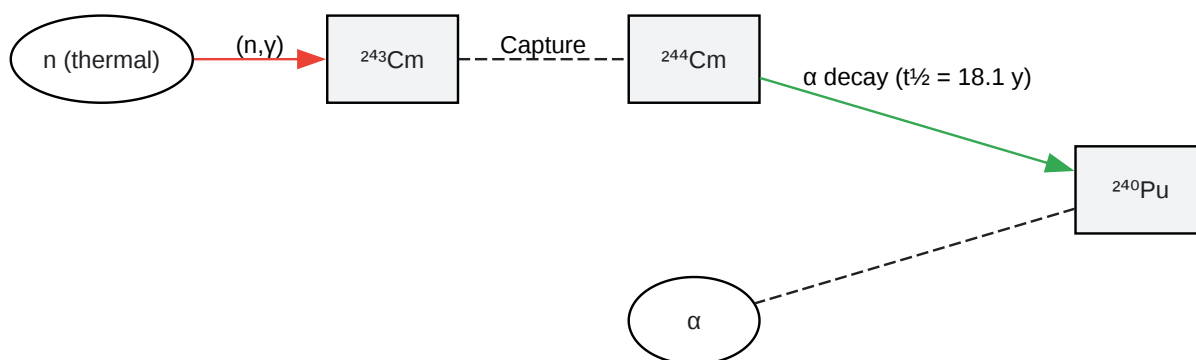 n (thermal)
(n,γ)
²⁴³Cm
Capture
²⁴⁴Cm
α decay (t½ = 18.1 y)
²⁴⁰Pu
α